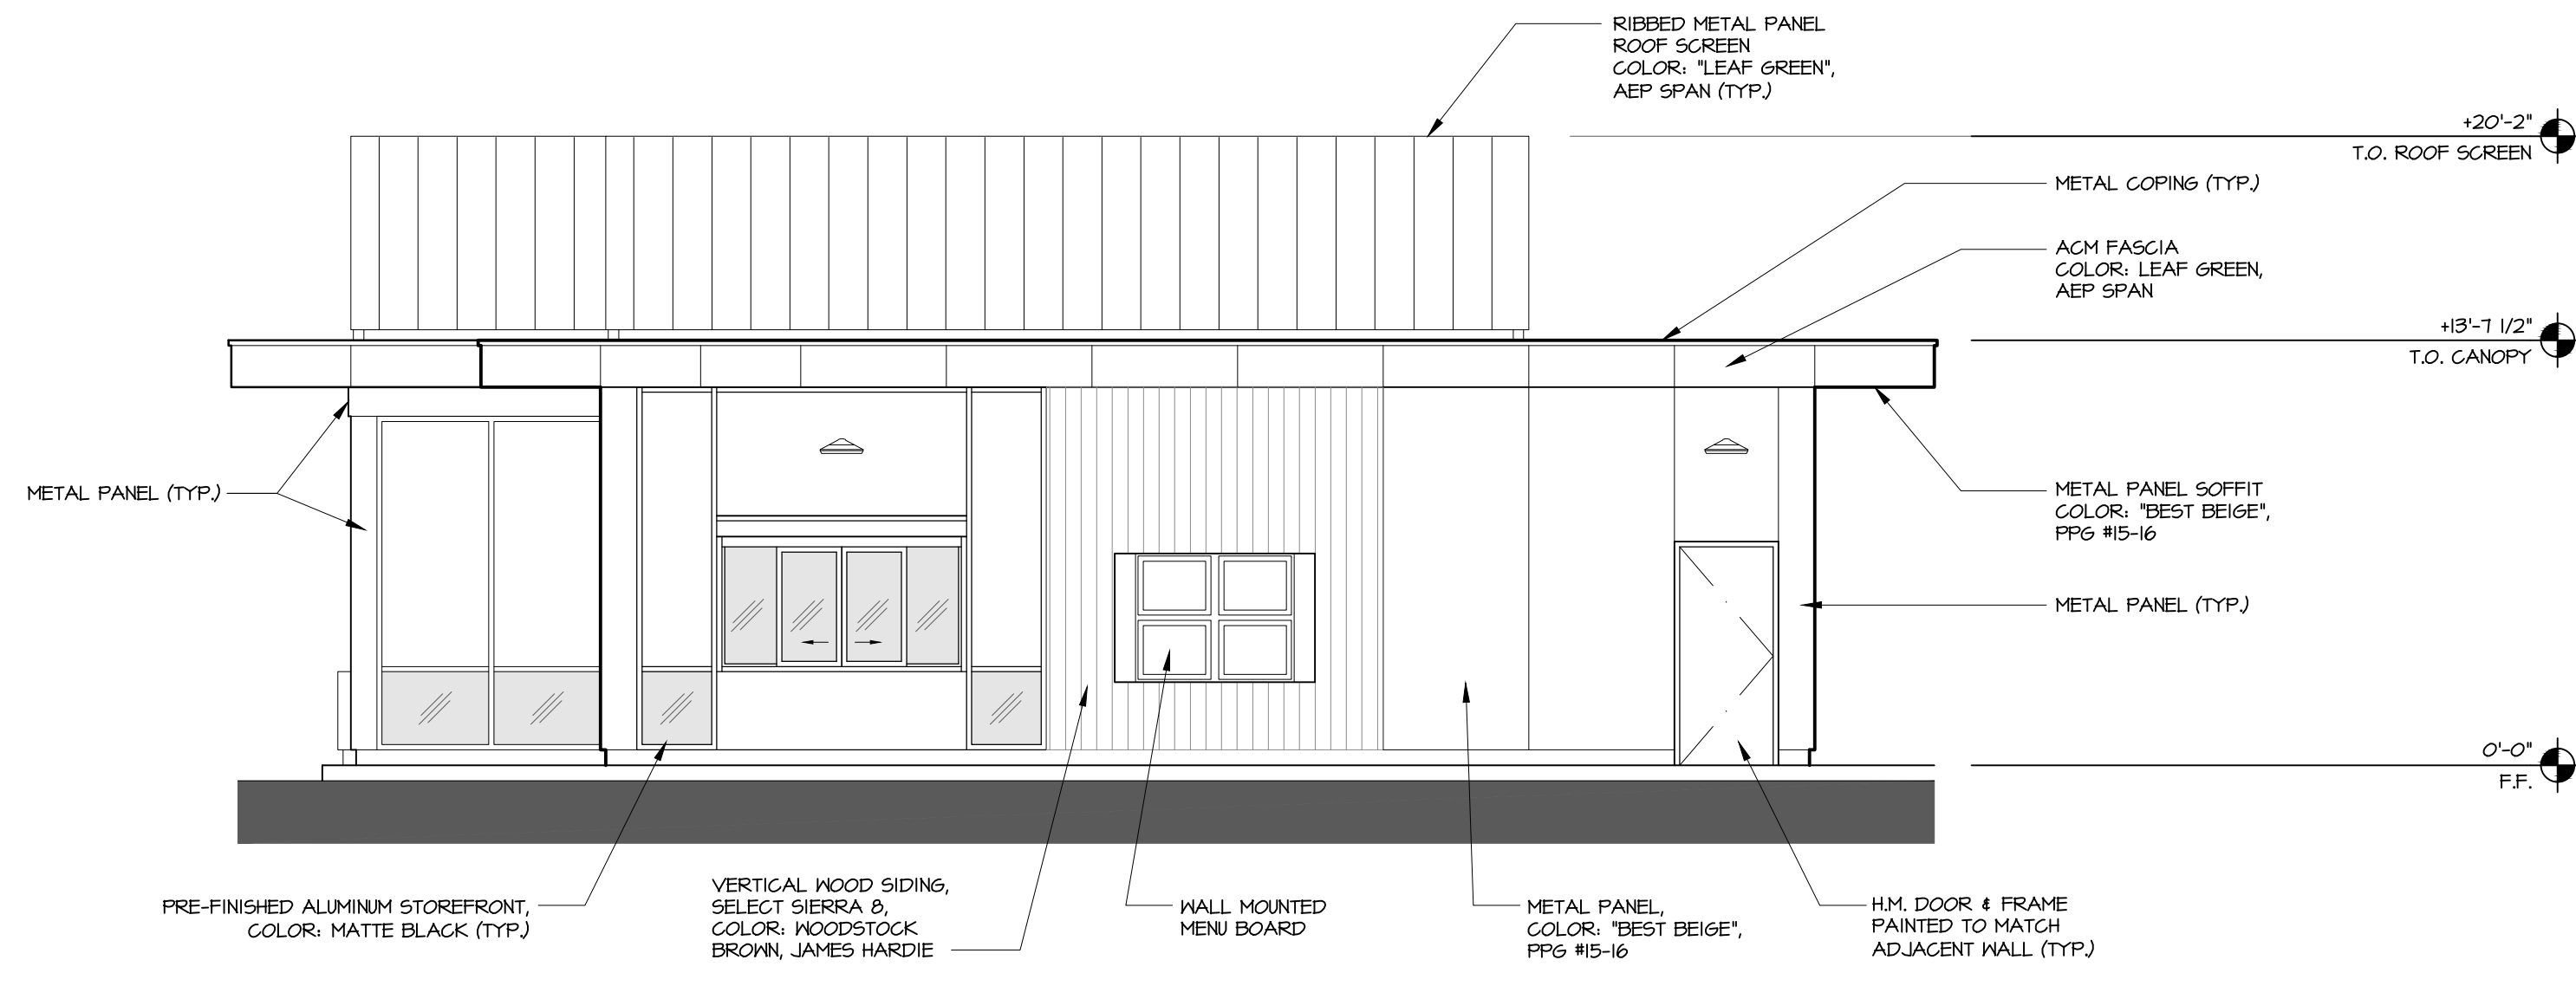 RIBBED METAL PANEL
ROOF SCREEN
COLOR: "LEAF GREEN",
AEP SPAN (TYP.)
+20'-2"
T.O. ROOF SCREEN
METAL COPING (TYP.)
ACM FASCIA
COLOR: LEAF GREEN,
AEP SPAN
+13'-7 1/2"
T.O. CANOPY
METAL PANEL (TYP.)
METAL PANEL SOFFIT
COLOR: "BEST BEIGE",
PPG #15-16
METAL PANEL (TYP.)
0'-0"
F.F.
PRE-FINISHED ALUMINUM STOREFRONT,
COLOR: MATTE BLACK (TYP.)
VERTICAL WOOD SIDING,
SELECT SIERRA 8,
COLOR: WOODSTOCK
BROWN, JAMES HARDIE
WALL MOUNTED
MENU BOARD
METAL PANEL,
COLOR: "BEST BEIGE",
PPG #15-16
H.M. DOOR & FRAME
PAINTED TO MATCH
ADJACENT WALL (TYP.)